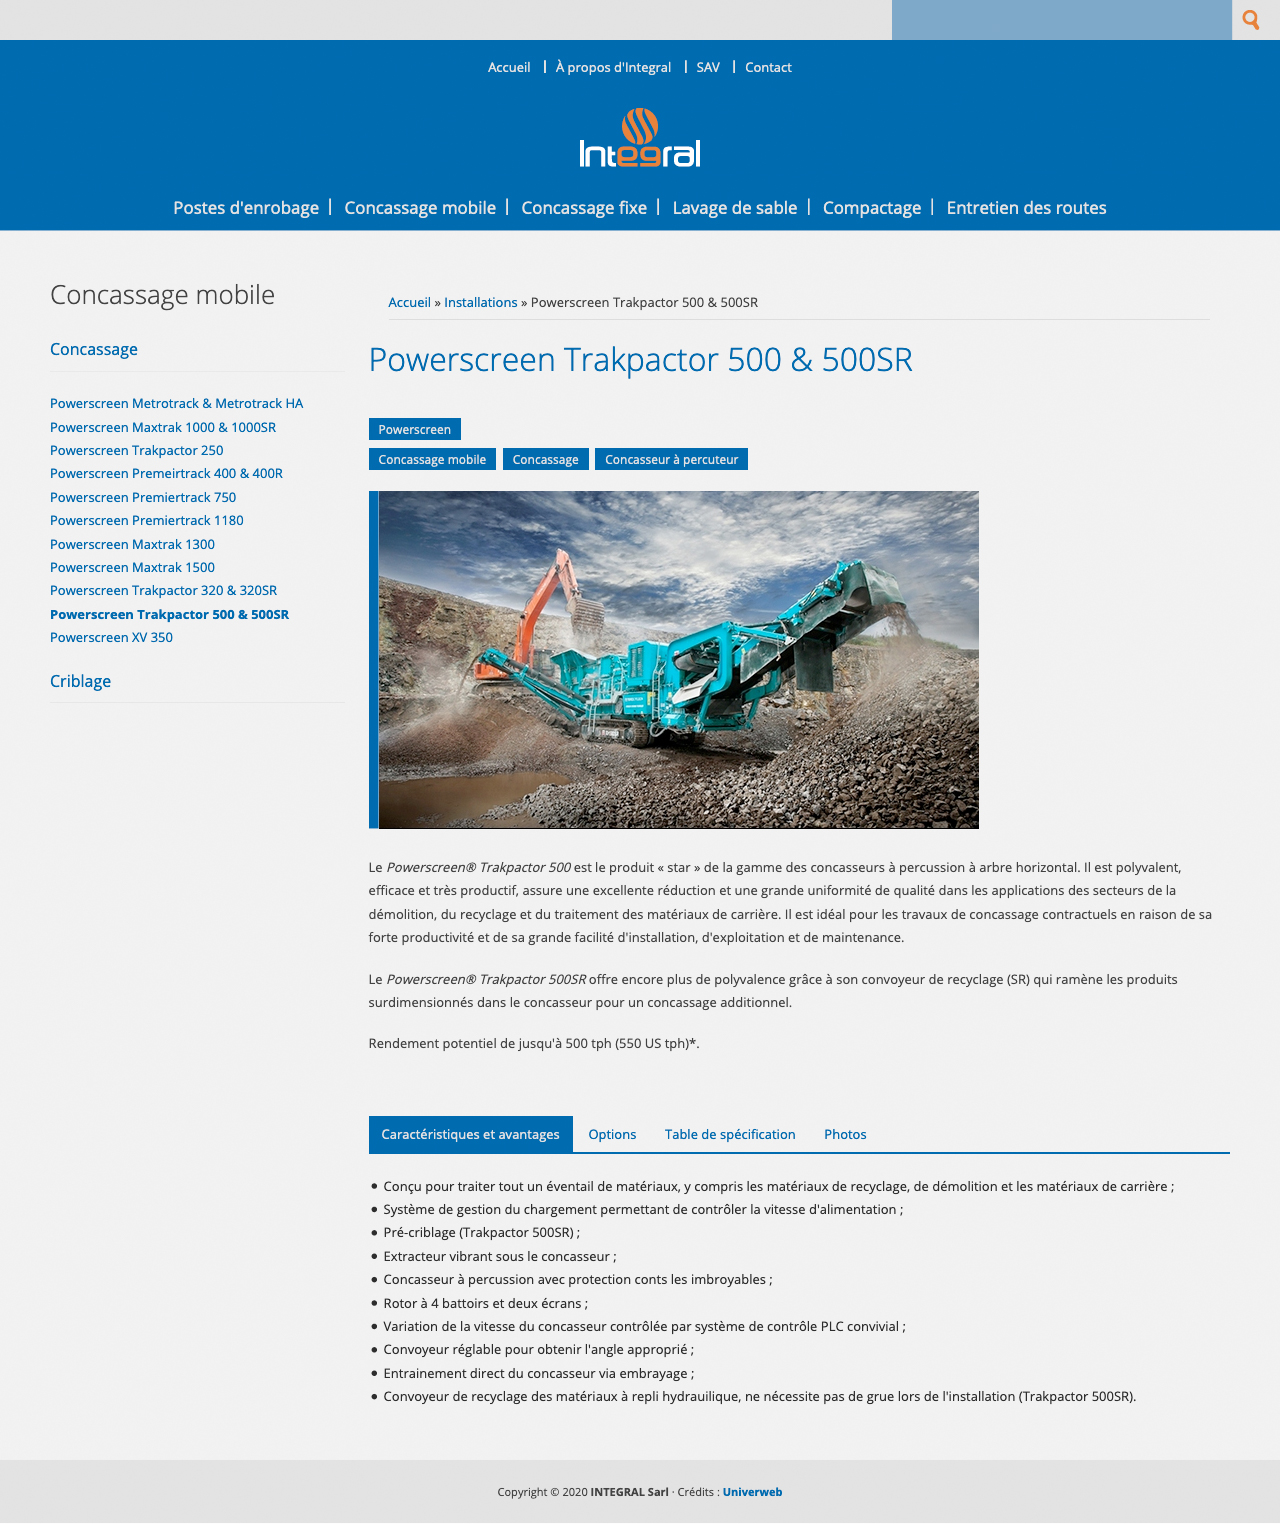 Accueil
À propos d'Integral
SAV
Contact
Integral
Postes d'enrobage
Concassage mobile
Concassage fixe
Lavage de sable
Compactage
Entretien des routes
Concassage mobile
Concassage
Powerscreen Metrotrack & Metrotrack HA
Powerscreen Maxtrak 1000 & 1000SR
Powerscreen Trakpactor 250
Powerscreen Premeirtrack 400 & 400R
Powerscreen Premiertrack 750
Powerscreen Premiertrack 1180
Powerscreen Maxtrak 1300
Powerscreen Maxtrak 1500
Powerscreen Trakpactor 320 & 320SR
Powerscreen Trakpactor 500 & 500SR
Powerscreen XV 350
Criblage
Accueil » Installations » Powerscreen Trakpactor 500 & 500SR
Powerscreen Trakpactor 500 & 500SR
Powerscreen
Concassage mobile
Concassage
Concasseur à percuteur
Le Powerscreen® Trakpactor 500 est le produit « star » de la gamme des concasseurs à percussion à arbre horizontal. Il est polyvalent,
efficace et très productif, assure une excellente réduction et une grande uniformité de qualité dans les applications des secteurs de la
démolition, du recyclage et du traitement des matériaux de carrière. Il est idéal pour les travaux de concassage contractuels en raison de sa
forte productivité et de sa grande facilité d'installation, d'exploitation et de maintenance.
Le Powerscreen® Trakpactor 500SR offre encore plus de polyvalence grâce à son convoyeur de recyclage (SR) qui ramène les produits
surdimensionnés dans le concasseur pour un concassage additionnel.
Rendement potentiel de jusqu'à 500 tph (550 US tph)*.
Caractéristiques et avantages
Options
Table de spécification
Photos
• Conçu pour traiter tout un éventail de matériaux, y compris les matériaux de recyclage, de démolition et les matériaux de carrière ;
• Système de gestion du chargement permettant de contrôler la vitesse d'alimentation ;
• Pré-criblage (Trakpactor 500SR) ;
• Extracteur vibrant sous le concasseur ;
• Concasseur à percussion avec protection conts les imbroyables ;
• Rotor à 4 battoirs et deux écrans ;
• Variation de la vitesse du concasseur contrôlée par système de contrôle PLC convivial ;
• Convoyeur réglable pour obtenir l'angle approprié ;
• Entrainement direct du concasseur via embrayage ;
• Convoyeur de recyclage des matériaux à repli hydrauilique, ne nécessite pas de grue lors de l'installation (Trakpactor 500SR).
Copyright © 2020 INTEGRAL Sarl · Crédits : Univerweb